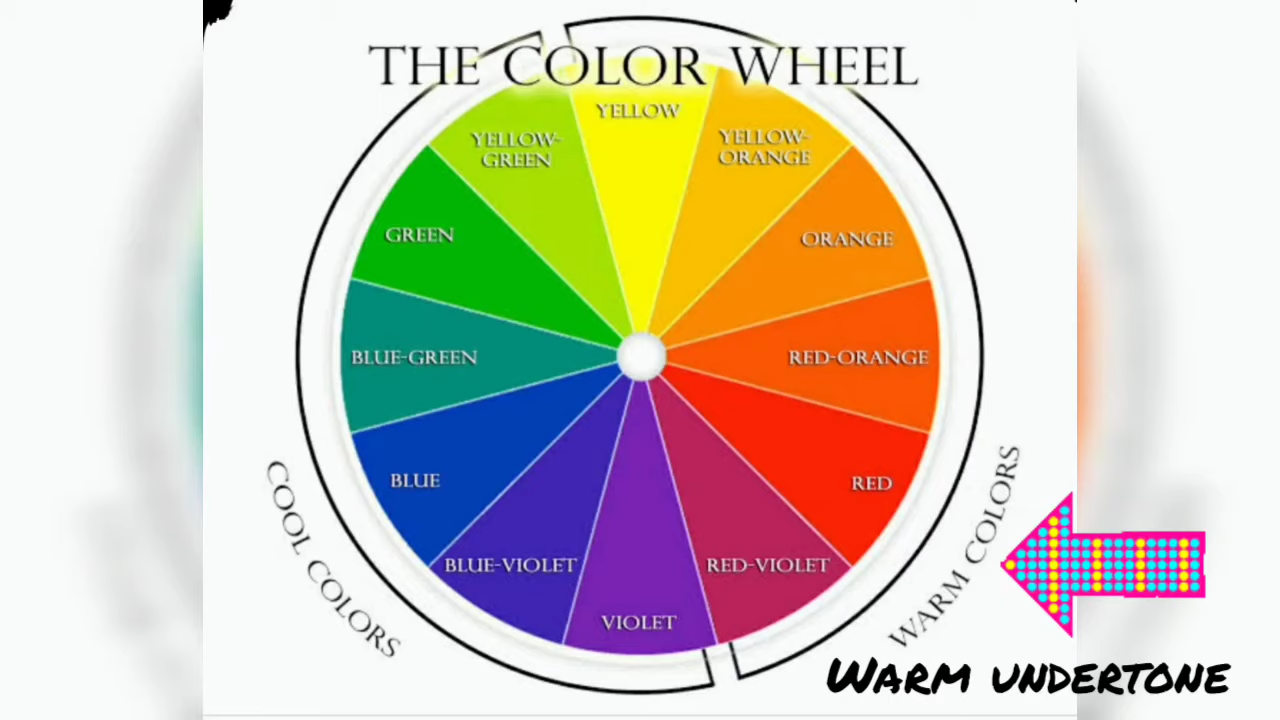 THE COLOR WHEEL
YELLOW
YELLOW-
GREEN
YELLOW-
ORANGE
GREEN
ORANGE
BLUE-GREEN
RED-ORANGE
BLUE
RED
BLUE-VIOLET
RED-VIOLET
VIOLET
COOL COLORS
WARM COLORS
WARM UNDERTONE